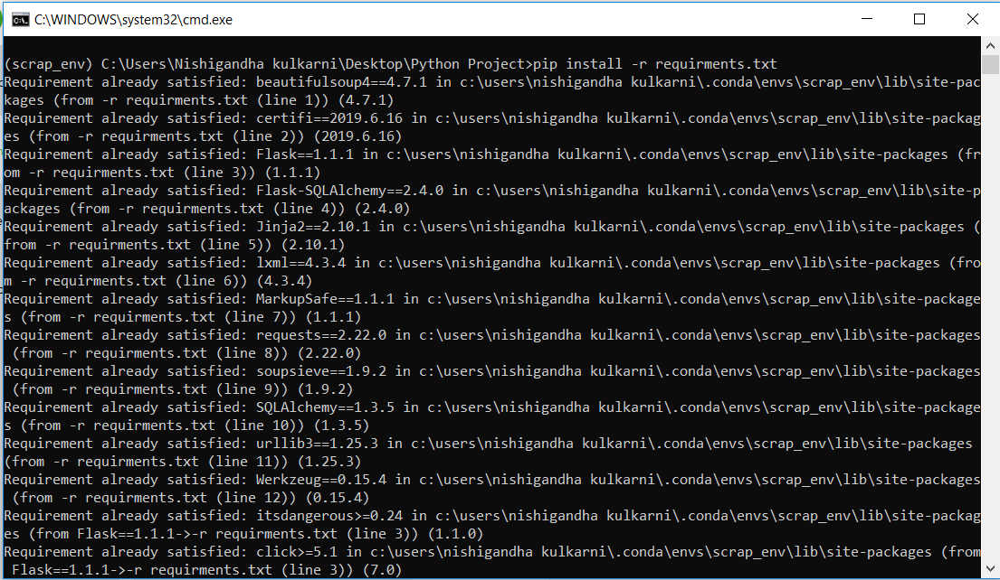 C:\WINDOWS\system32\cmd.exe
(scrap_env) C:\Users\Nishigandha kulkarni\Desktop\Python Project>pip install -r requirments.txt
Requirement already satisfied: beautifulsoup4==4.7.1 in c:\users\nishigandha kulkarni\.conda\envs\scrap_env\lib\site-pac
kages (from -r requirments.txt (line 1)) (4.7.1)
Requirement already satisfied: certifi==2019.6.16 in c:\users\nishigandha kulkarni\.conda\envs\scrap_env\lib\site-packag
es (from -r requirments.txt (line 2)) (2019.6.16)
Requirement already satisfied: Flask==1.1.1 in c:\users\nishigandha kulkarni\.conda\envs\scrap_env\lib\site-packages (fr
om -r requirments.txt (line 3)) (1.1.1)
Requirement already satisfied: Flask-SQLAlchemy==2.4.0 in c:\users\nishigandha kulkarni\.conda\envs\scrap_env\lib\site-p
ackages (from -r requirments.txt (line 4)) (2.4.0)
Requirement already satisfied: Jinja2==2.10.1 in c:\users\nishigandha kulkarni\.conda\envs\scrap_env\lib\site-packages (
from -r requirments.txt (line 5)) (2.10.1)
Requirement already satisfied: lxml==4.3.4 in c:\users\nishigandha kulkarni\.conda\envs\scrap_env\lib\site-packages (fro
m -r requirments.txt (line 6)) (4.3.4)
Requirement already satisfied: MarkupSafe==1.1.1 in c:\users\nishigandha kulkarni\.conda\envs\scrap_env\lib\site-package
s (from -r requirments.txt (line 7)) (1.1.1)
Requirement already satisfied: requests==2.22.0 in c:\users\nishigandha kulkarni\.conda\envs\scrap_env\lib\site-packages
 (from -r requirments.txt (line 8)) (2.22.0)
Requirement already satisfied: soupsieve==1.9.2 in c:\users\nishigandha kulkarni\.conda\envs\scrap_env\lib\site-packages
 (from -r requirments.txt (line 9)) (1.9.2)
Requirement already satisfied: SQLAlchemy==1.3.5 in c:\users\nishigandha kulkarni\.conda\envs\scrap_env\lib\site-package
s (from -r requirments.txt (line 10)) (1.3.5)
Requirement already satisfied: urllib3==1.25.3 in c:\users\nishigandha kulkarni\.conda\envs\scrap_env\lib\site-packages
(from -r requirments.txt (line 11)) (1.25.3)
Requirement already satisfied: Werkzeug==0.15.4 in c:\users\nishigandha kulkarni\.conda\envs\scrap_env\lib\site-packages
 (from -r requirments.txt (line 12)) (0.15.4)
Requirement already satisfied: itsdangerous>=0.24 in c:\users\nishigandha kulkarni\.conda\envs\scrap_env\lib\site-packag
es (from Flask==1.1.1->-r requirments.txt (line 3)) (1.1.0)
Requirement already satisfied: click>=5.1 in c:\users\nishigandha kulkarni\.conda\envs\scrap_env\lib\site-packages (from
 Flask==1.1.1->-r requirments.txt (line 3)) (7.0)